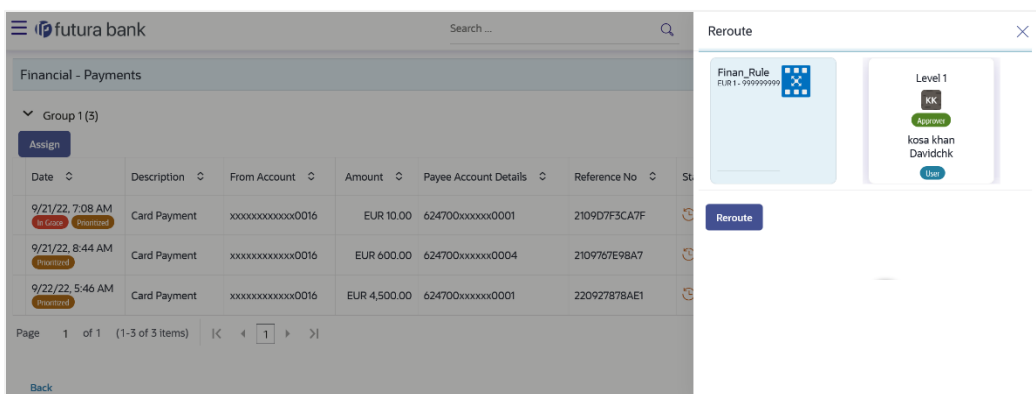 futura bank
Search ...
Financial - Payments
Group 1 (3)
Assign
Date Description From Account Amount Payee Account Details Reference No St
9/21/22, 7:08 AM
In Grace Prioritized
Card Payment xxxxxxxxxxxx0016 EUR 10.00 624700xxxxxx0001 2109D7F3CA7F
9/21/22, 8:44 AM
Prioritized
Card Payment xxxxxxxxxxxx0016 EUR 600.00 624700xxxxxx0004 2109767E98A7
9/22/22, 5:46 AM
Prioritized
Card Payment xxxxxxxxxxxx0016 EUR 4,500.00 624700xxxxxx0001 220927878AE1
Page 1 of 1 (1-3 of 3 items) 1
Back
Reroute
Finan_Rule
EUR 1 - 999999999
Level 1
KK
Approver
kosa khan
Davidchk
User
Reroute